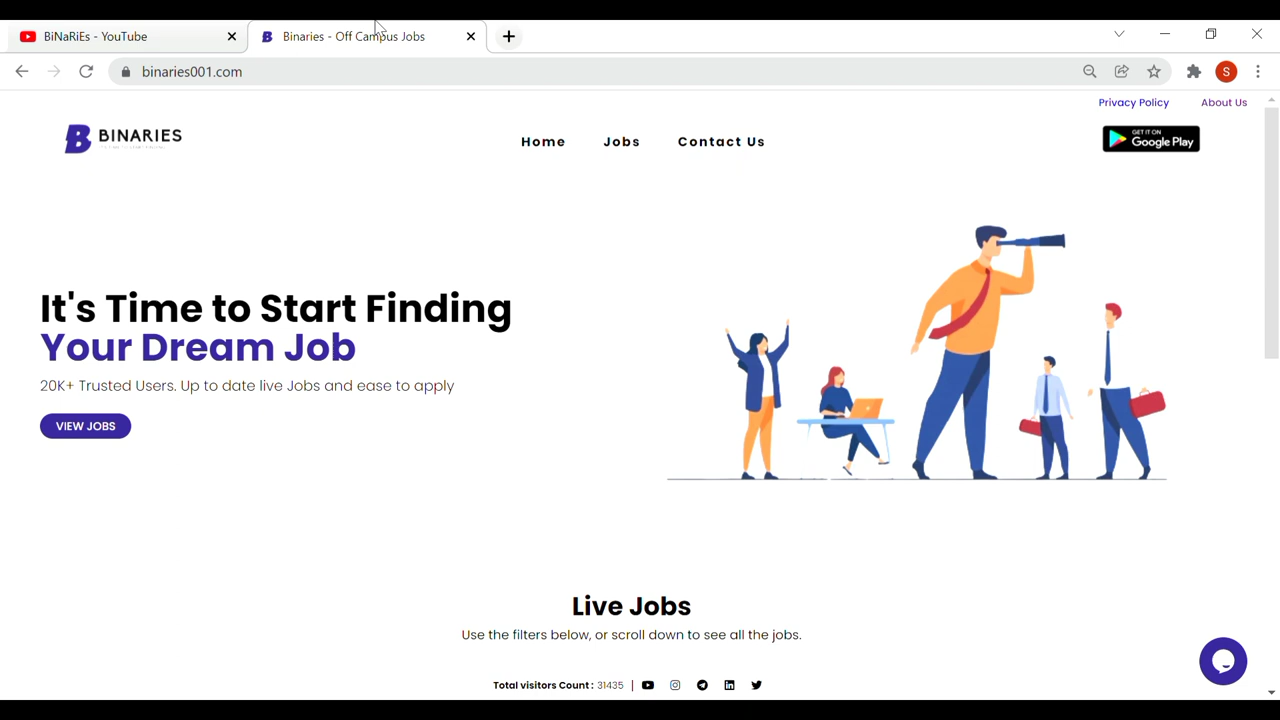 BiNaRiEs - YouTube
Binaries - Off Campus Jobs
binaries001.com
S
Privacy Policy
About Us
BINARIES
Home
Jobs
Contact Us
GET IT ON
Google Play
It's Time to Start Finding
Your Dream Job
20K+ Trusted Users. Up to date live Jobs and ease to apply
VIEW JOBS
Live Jobs
Use the filters below, or scroll down to see all the jobs.
Total visitors Count : 31435 |